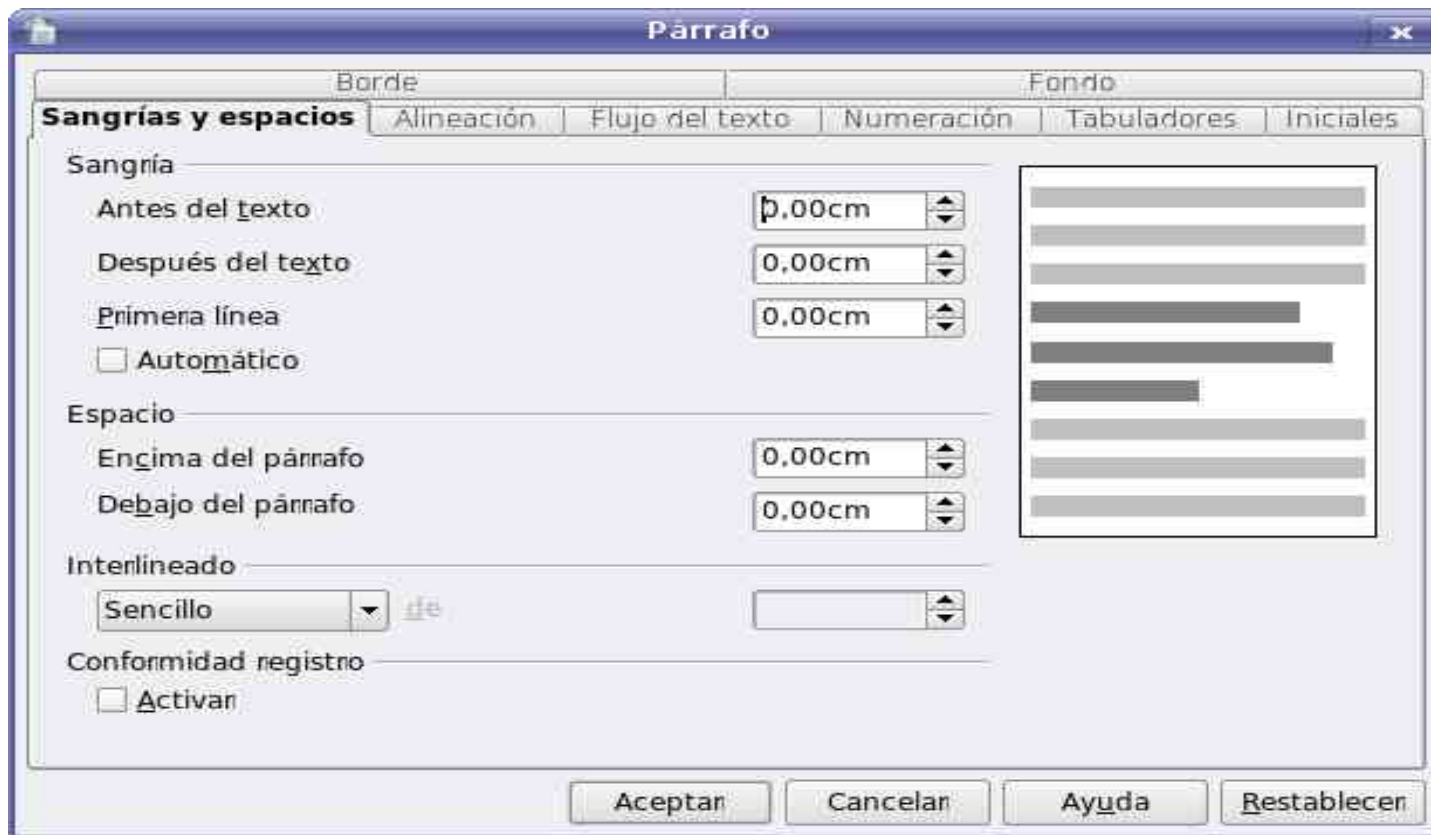 Párrafo
Borde Fondo
Sangrías y espacios Alineación Flujo del texto Numeración Tabuladores Iniciales
Sangría
Antes del texto 0,00cm
Después del texto 0,00cm
Primera línea 0,00cm
Automático
Espacio
Encima del párrafo 0,00cm
Debajo del párrafo 0,00cm
Interlineado
Sencillo de
Conformidad registro
Activar
Aceptar Cancelar Ayuda Restablecer